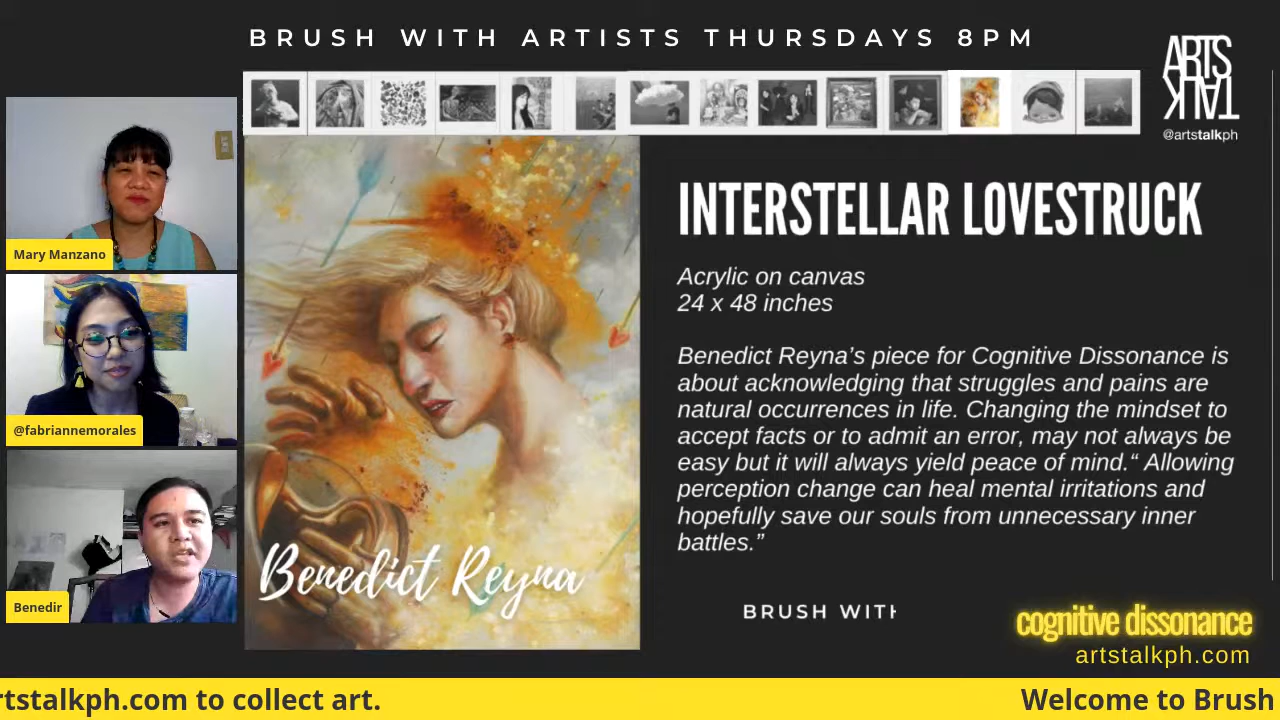 BRUSH WITH ARTISTS THURSDAYS 8PM
ARTS
TALK
@artstalkph
Mary Manzano
@fabriannemorales
Benedir
Benedict Reyna
INTERSTELLAR LOVESTRUCK
Acrylic on canvas
24 x 48 inches
Benedict Reyna’s piece for Cognitive Dissonance is
about acknowledging that struggles and pains are
natural occurrences in life. Changing the mindset to
accept facts or to admit an error, may not always be
easy but it will always yield peace of mind.“ Allowing
perception change can heal mental irritations and
hopefully save our souls from unnecessary inner
battles.”
BRUSH WITH
cognitive dissonance
artstalkph.com
rtstalkph.com to collect art.
Welcome to Brush